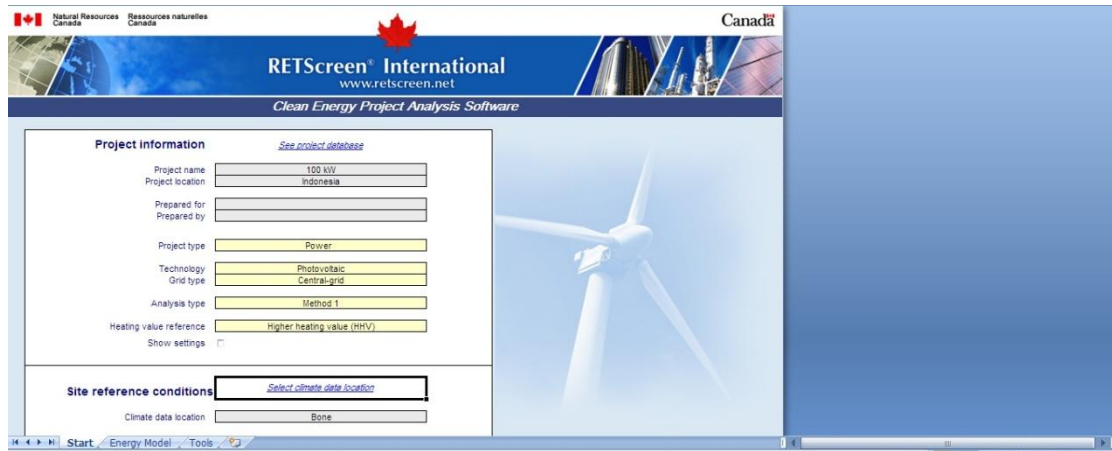 Natural Resources Ressources naturelles
Canada Canada
Canada
RETScreen® International
www.retscreen.net
Clean Energy Project Analysis Software
Project information See project database
Project name 100 kW
Project location Indonesia
Prepared for
Prepared by
Project type Power
Technology Photovoltaic
Grid type Central-grid
Analysis type Method 1
Heating value reference Higher heating value (HHV)
Show settings
Site reference conditions Select climate data location
Climate data location Bone
Start Energy Model Tools